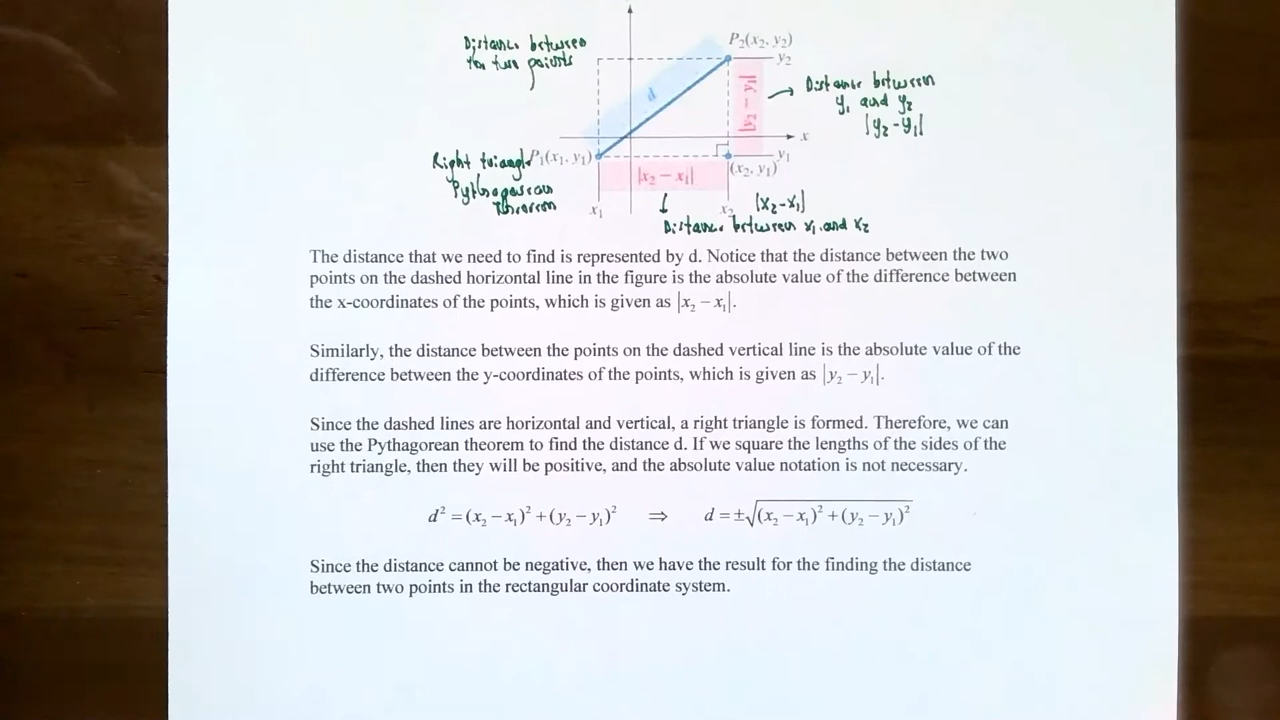 Distance between
the two points
P₂(x₂, y₂)
y₂
d
|y₂ − y₁|
Distance between
y₁ and y₂
|y₂-y₁|
x
Right triangle
P₁(x₁, y₁)
y₁
Pythagorean
Theorem
|x₂ − x₁|
(x₂, y₁)
x₁
x₂
|x₂-x₁|
Distance between x₁ and x₂
The distance that we need to find is represented by d. Notice that the distance between the two
points on the dashed horizontal line in the figure is the absolute value of the difference between
the x-coordinates of the points, which is given as |x₂ − x₁|.
Similarly, the distance between the points on the dashed vertical line is the absolute value of the
difference between the y-coordinates of the points, which is given as |y₂ − y₁|.
Since the dashed lines are horizontal and vertical, a right triangle is formed. Therefore, we can
use the Pythagorean theorem to find the distance d. If we square the lengths of the sides of the
right triangle, then they will be positive, and the absolute value notation is not necessary.
d² = (x₂ − x₁)² + (y₂ − y₁)² ⇒ d = ±√((x₂ − x₁)² + (y₂ − y₁)²)
Since the distance cannot be negative, then we have the result for the finding the distance
between two points in the rectangular coordinate system.